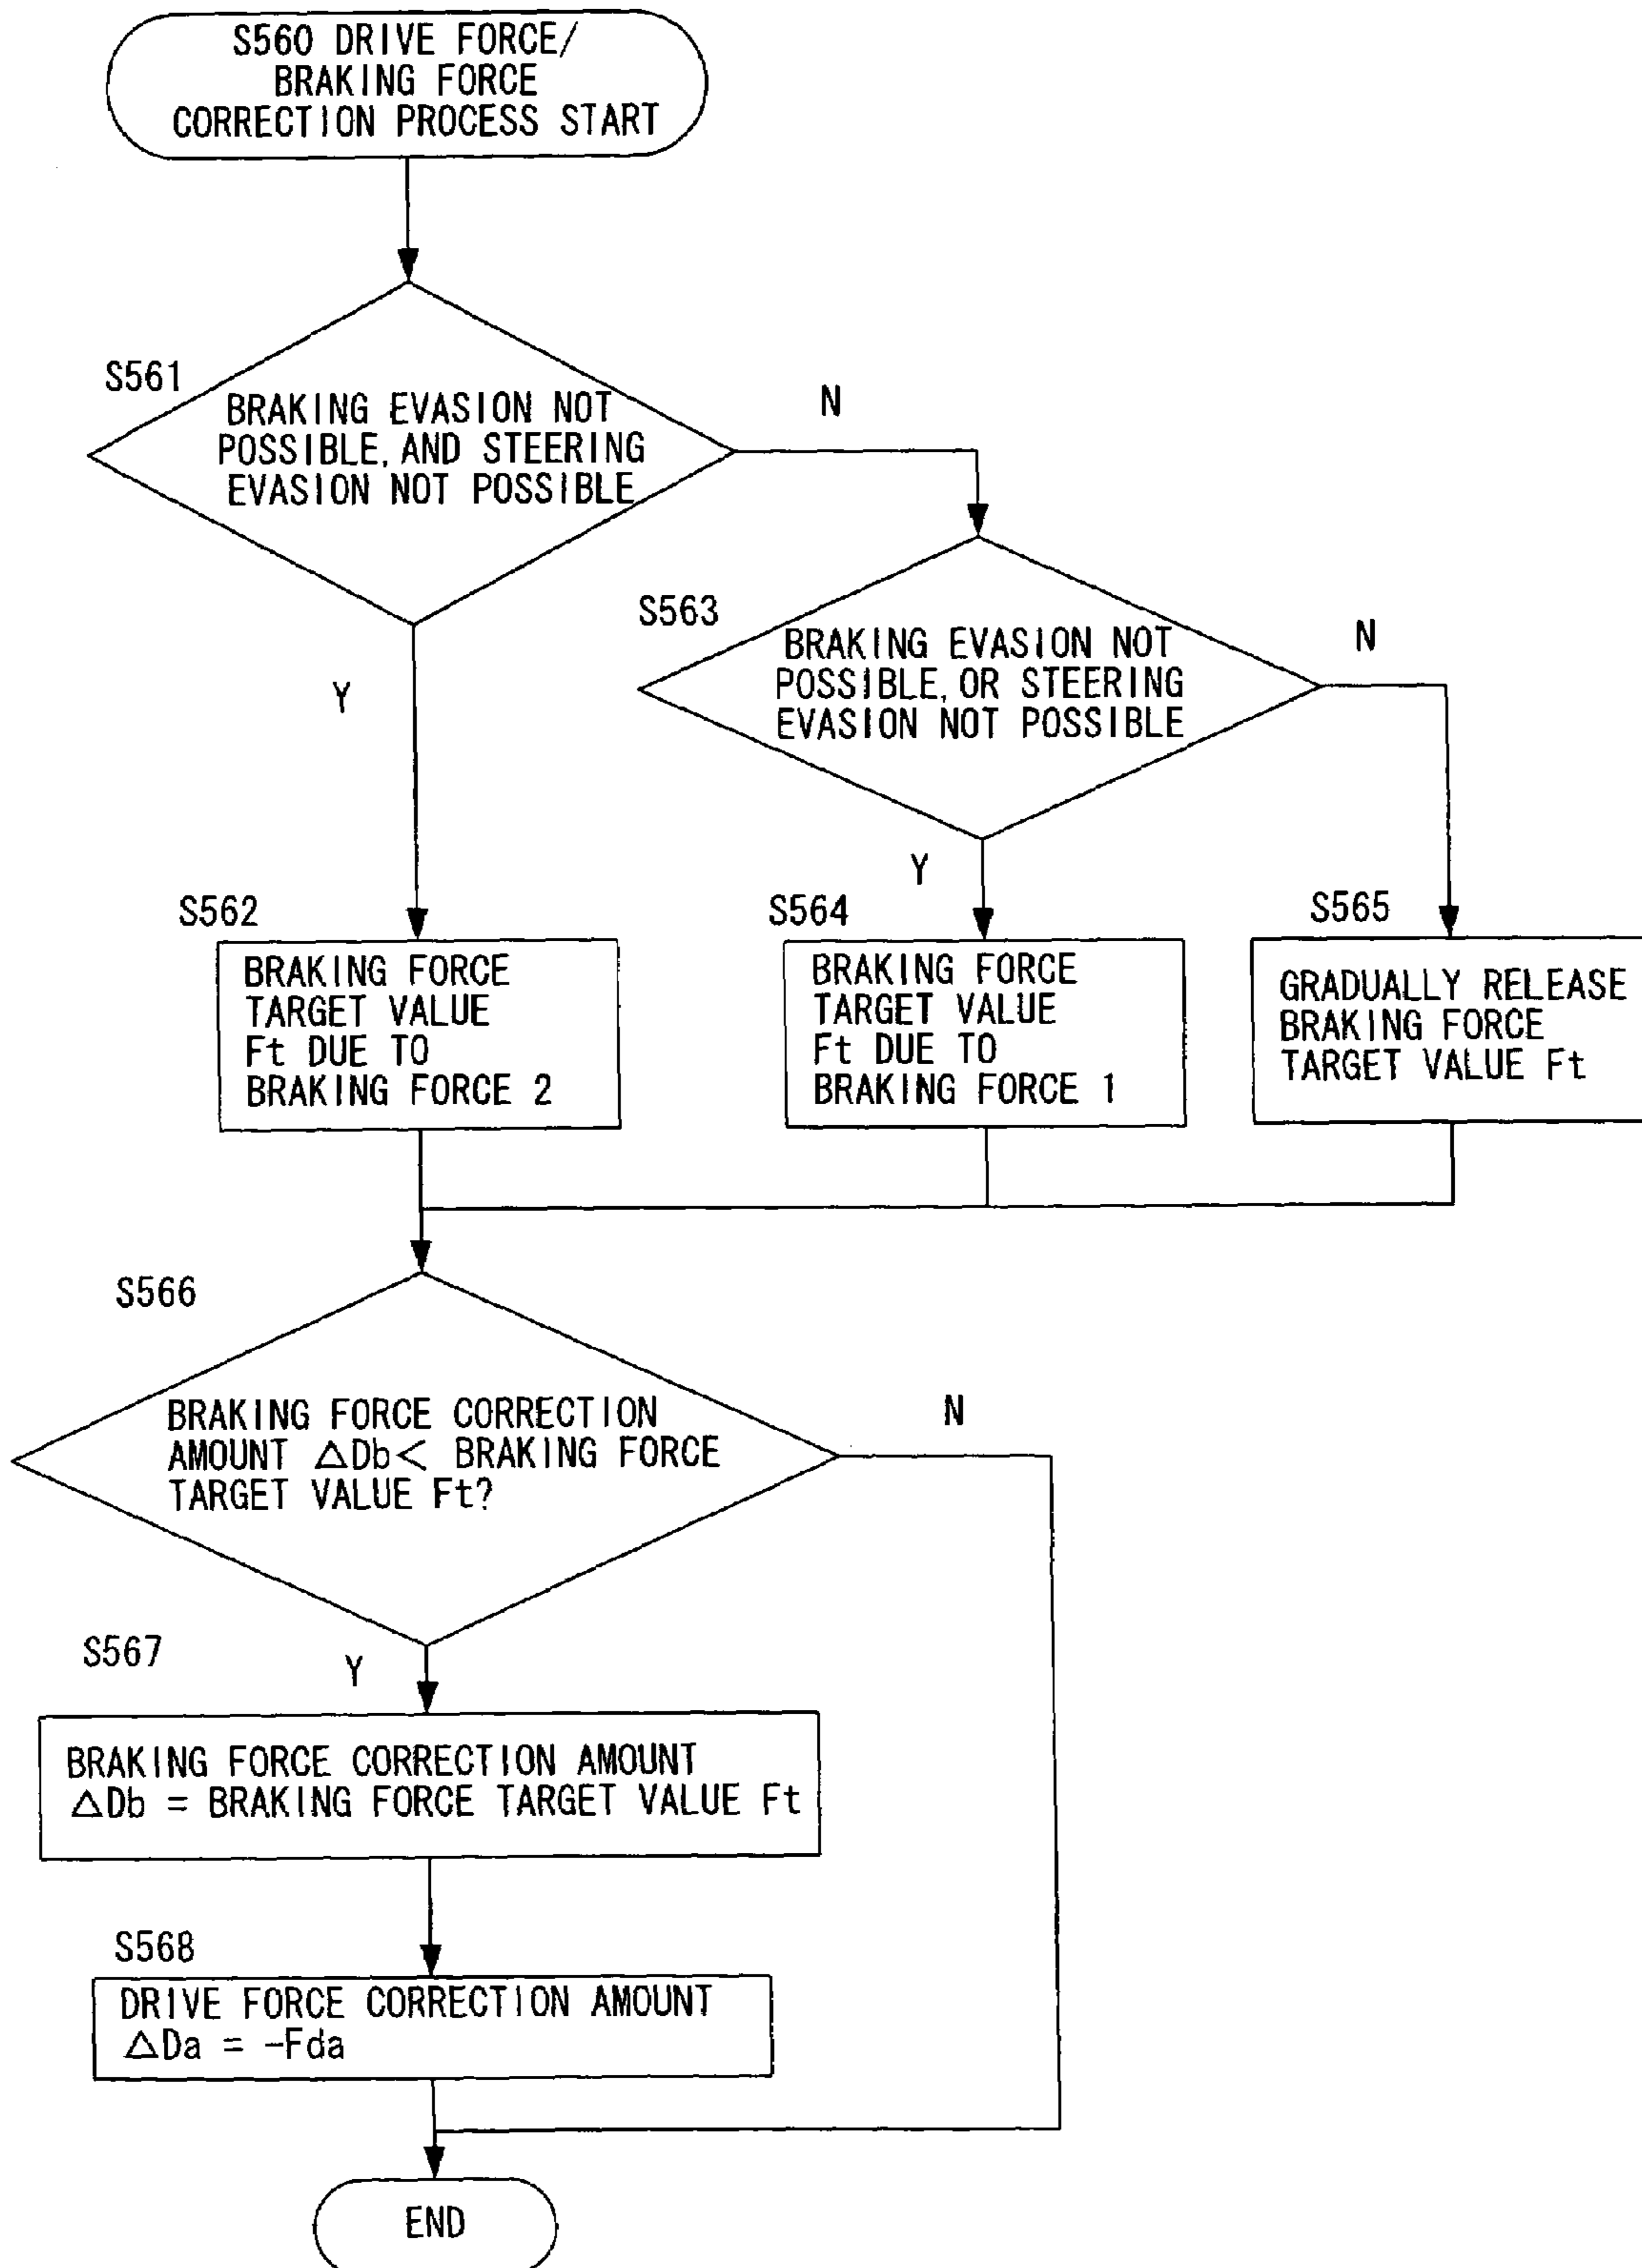 S560 DRIVE FORCE/
BRAKING FORCE
CORRECTION PROCESS START
S561
BRAKING EVASION NOT
POSSIBLE, AND STEERING
EVASION NOT POSSIBLE
N
Y
S563
BRAKING EVASION NOT
POSSIBLE, OR STEERING
EVASION NOT POSSIBLE
N
Y
S562
BRAKING FORCE
TARGET VALUE
Ft DUE TO
BRAKING FORCE 2
S564
BRAKING FORCE
TARGET VALUE
Ft DUE TO
BRAKING FORCE 1
S565
GRADUALLY RELEASE
BRAKING FORCE
TARGET VALUE Ft
S566
BRAKING FORCE CORRECTION
AMOUNT △Db< BRAKING FORCE
TARGET VALUE Ft?
N
Y
S567
BRAKING FORCE CORRECTION AMOUNT
△Db = BRAKING FORCE TARGET VALUE Ft
S568
DRIVE FORCE CORRECTION AMOUNT
△Da = -Fda
END